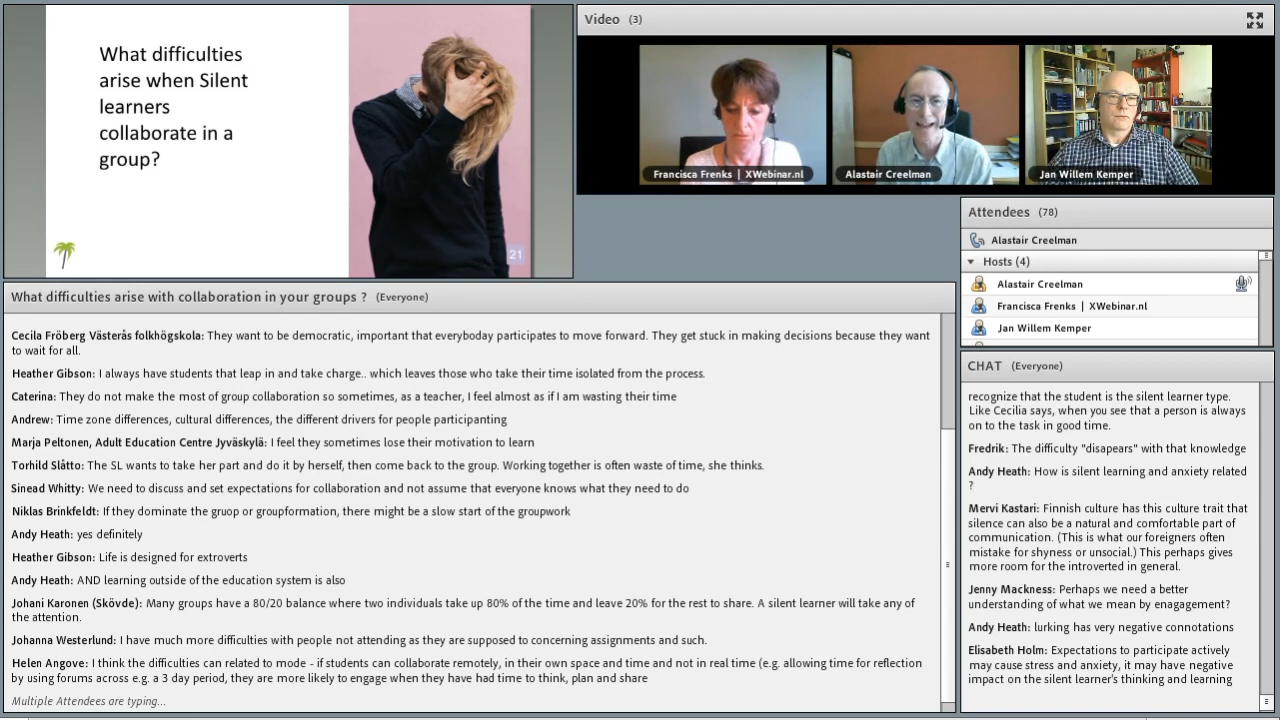 What difficulties
arise when Silent
learners
collaborate in a
group?
21
Video (3)
Francisca Frenks | XWebinar.nl
Alastair Creelman
Jan Willem Kemper
Attendees (78)
Alastair Creelman
Hosts (4)
Alastair Creelman
Francisca Frenks | XWebinar.nl
Jan Willem Kemper
What difficulties arise with collaboration in your groups ? (Everyone)
Cecila Fröberg Västerås folkhögskola: They want to be democratic, important that everyboday participates to move forward. They get stuck in making decisions because they want
to wait for all.
Heather Gibson: I always have students that leap in and take charge.. which leaves those who take their time isolated from the process.
Caterina: They do not make the most of group collaboration so sometimes, as a teacher, I feel almost as if I am wasting their time
Andrew: Time zone differences, cultural differences, the different drivers for people participanting
Marja Peltonen, Adult Education Centre Jyväskylä: I feel they sometimes lose their motivation to learn
Torhild Slåtto: The SL wants to take her part and do it by herself, then come back to the group. Working together is often waste of time, she thinks.
Sinead Whitty: We need to discuss and set expectations for collaboration and not assume that everyone knows what they need to do
Niklas Brinkfeldt: If they dominate the gruop or groupformation, there might be a slow start of the groupwork
Andy Heath: yes definitely
Heather Gibson: Life is designed for extroverts
Andy Heath: AND learning outside of the education system is also
Johani Karonen (Skövde): Many groups have a 80/20 balance where two individuals take up 80% of the time and leave 20% for the rest to share. A silent learner will take any of
the attention.
Johanna Westerlund: I have much more difficulties with people not attending as they are supposed to concerning assignments and such.
Helen Angove: I think the difficulties can related to mode - if students can collaborate remotely, in their own space and time and not in real time (e.g. allowing time for reflection
by using forums across e.g. a 3 day period, they are more likely to engage when they have had time to think, plan and share
Multiple Attendees are typing...
CHAT (Everyone)
recognize that the student is the silent learner type.
Like Cecilia says, when you see that a person is always
on to the task in good time.
Fredrik: The difficulty "disapears" with that knowledge
Andy Heath: How is silent learning and anxiety related
?
Mervi Kastari: Finnish culture has this culture trait that
silence can also be a natural and comfortable part of
communication. (This is what our foreigners often
mistake for shyness or unsocial.) This perhaps gives
more room for the introverted in general.
Jenny Mackness: Perhaps we need a better
understanding of what we mean by enagagement?
Andy Heath: lurking has very negative connotations
Elisabeth Holm: Expectations to participate actively
may cause stress and anxiety, it may have negative
impact on the silent learner's thinking and learning